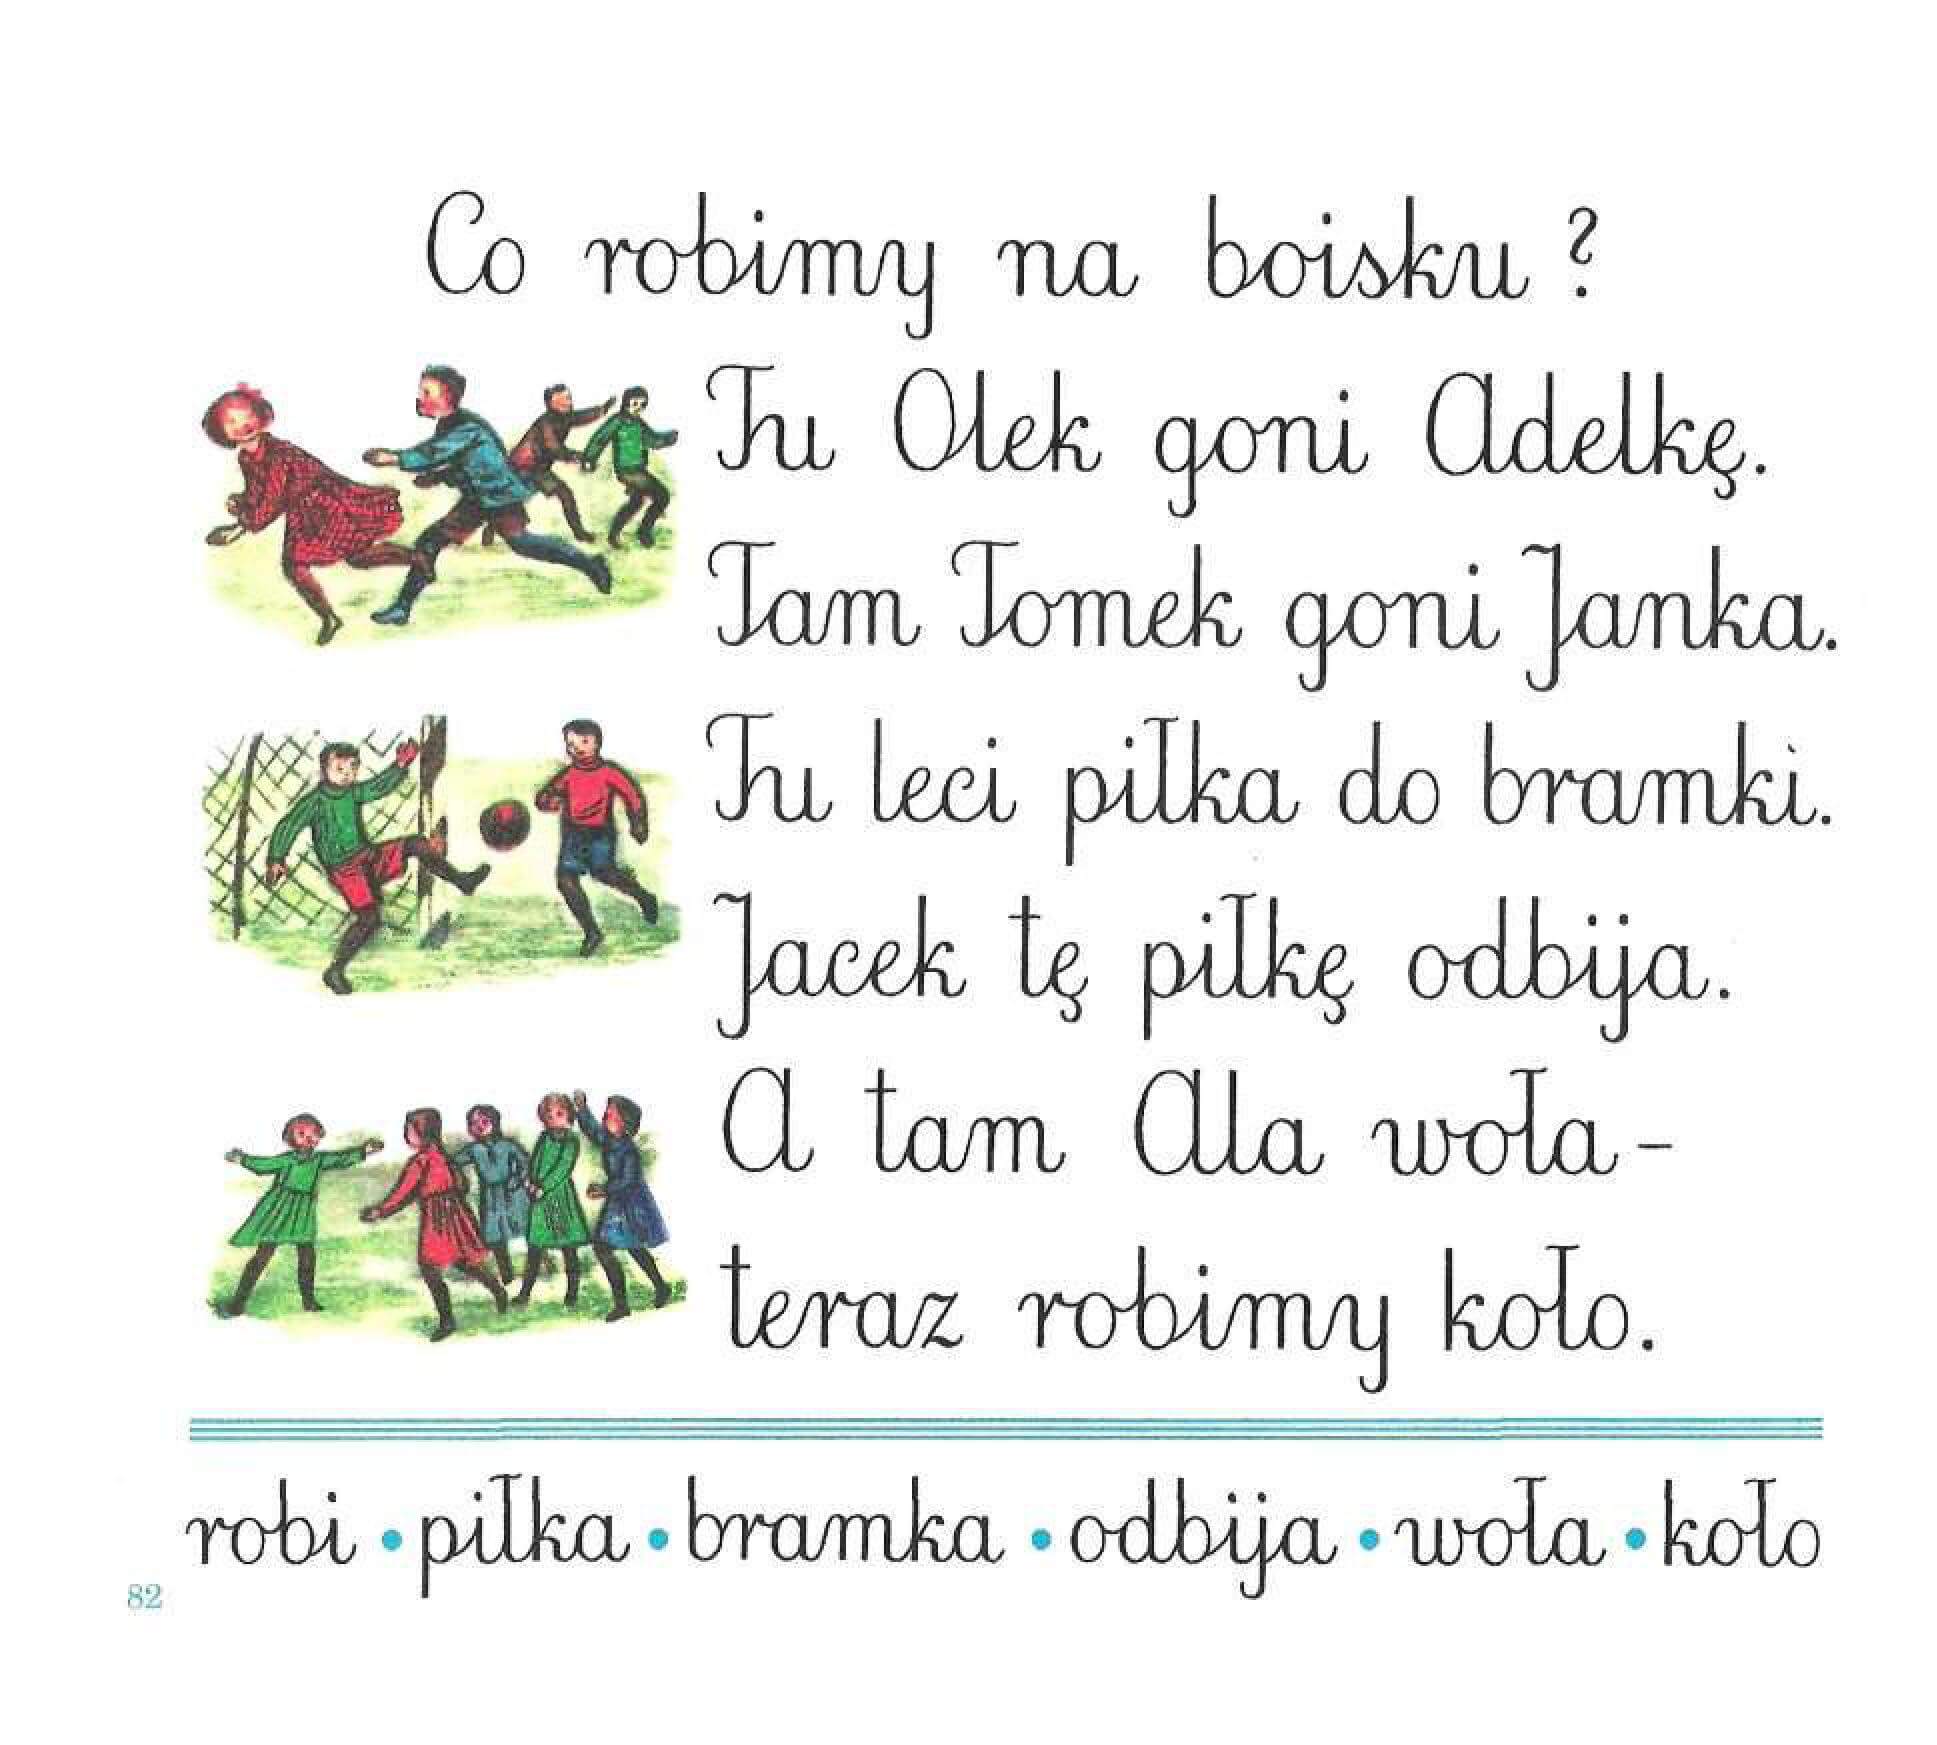 Co robimy na boisku?
Tu Olek goni Adelkę.
Tam Tomek goni Janka.
Tu leci piłka do bramki.
Jacek tę piłkę odbija.
A tam Ala woła -
teraz robimy koło.
robi • piłka • bramka • odbija • woła • koło
82